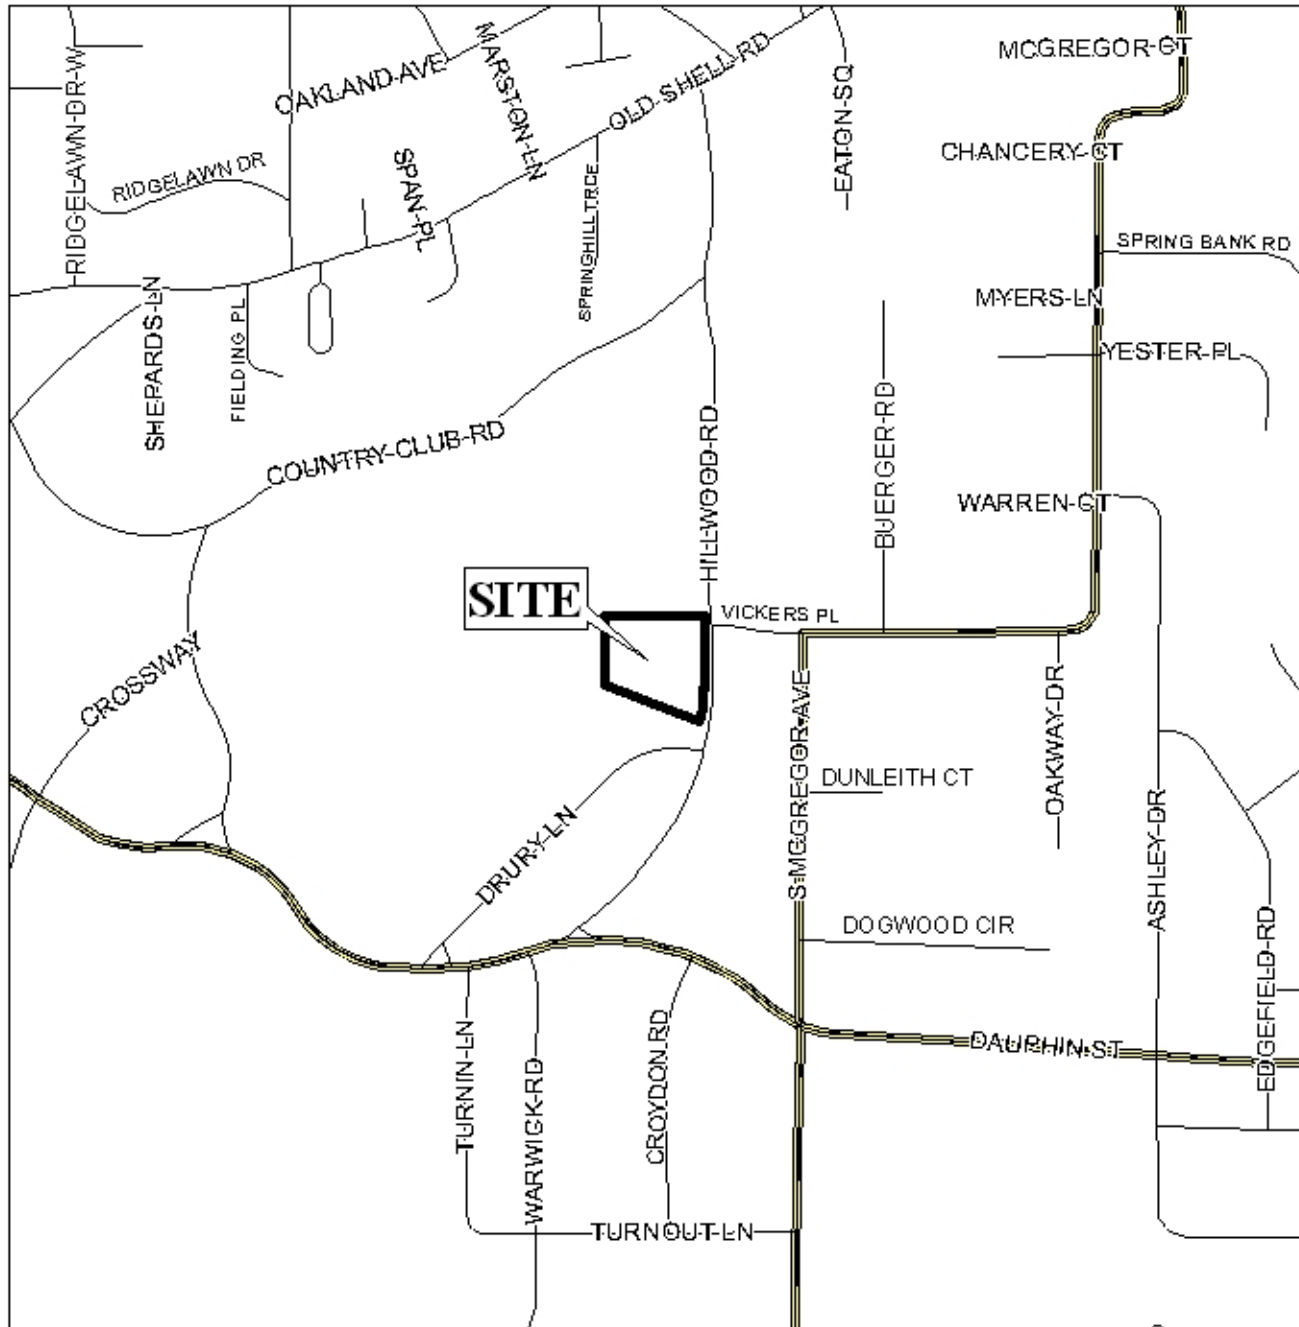 MCGREGOR CT
OAKLAND AVE
MARSTON LN
OLD SHELL RD
EATON SQ
RIDGELAWN DR W
RIDGELAWN DR
SPAN PL
CHANCERY CT
SPRINGHILL TRCE
SPRING BANK RD
SHEPARDS LN
FIELDING PL
MYERS LN
YESTER PL
COUNTRY CLUB RD
HILLWOOD RD
BUERGER RD
WARREN CT
SITE
VICKERS PL
CROSSWAY
S MCGREGOR AVE
OAKWAY DR
DUNLEITH CT
DRURY LN
ASHLEY DR
DOGWOOD CIR
EDGEFIELD RD
TURNIN LN
WARWICK RD
CROYDON RD
DAUPHIN ST
TURNOUT LN